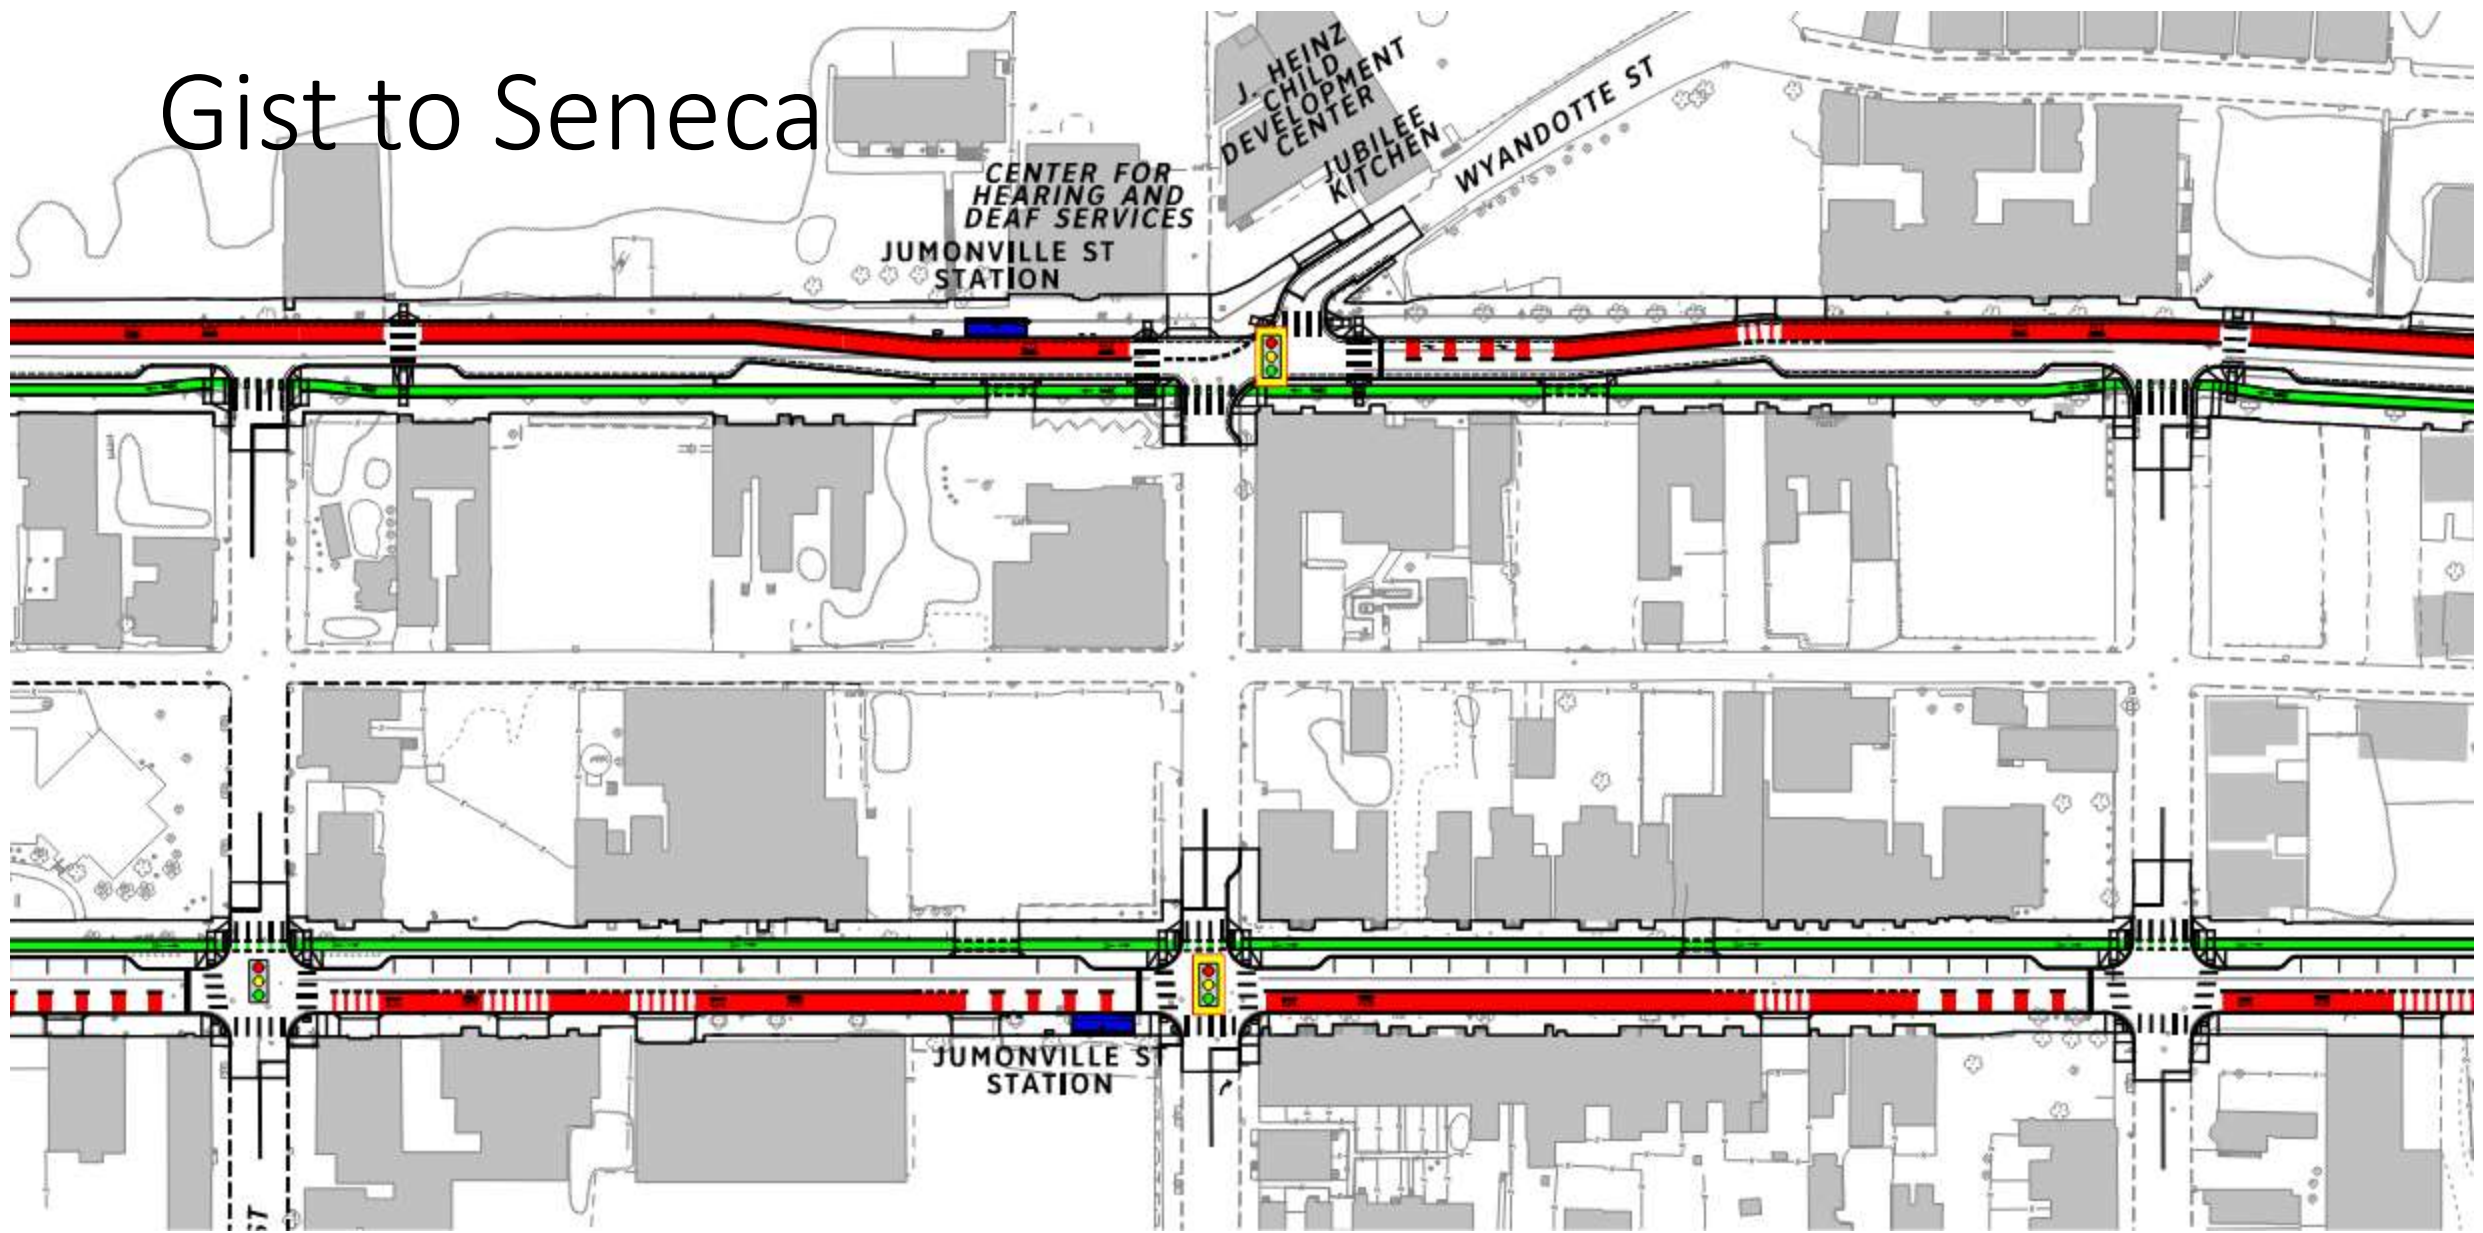 Gist to Seneca
J. HEINZ
CHILD
DEVELOPMENT
CENTER
JUBILEE
KITCHEN
WYANDOTTE ST
CENTER FOR
HEARING AND
DEAF SERVICES
JUMONVILLE ST
STATION
JUMONVILLE ST
STATION
ST